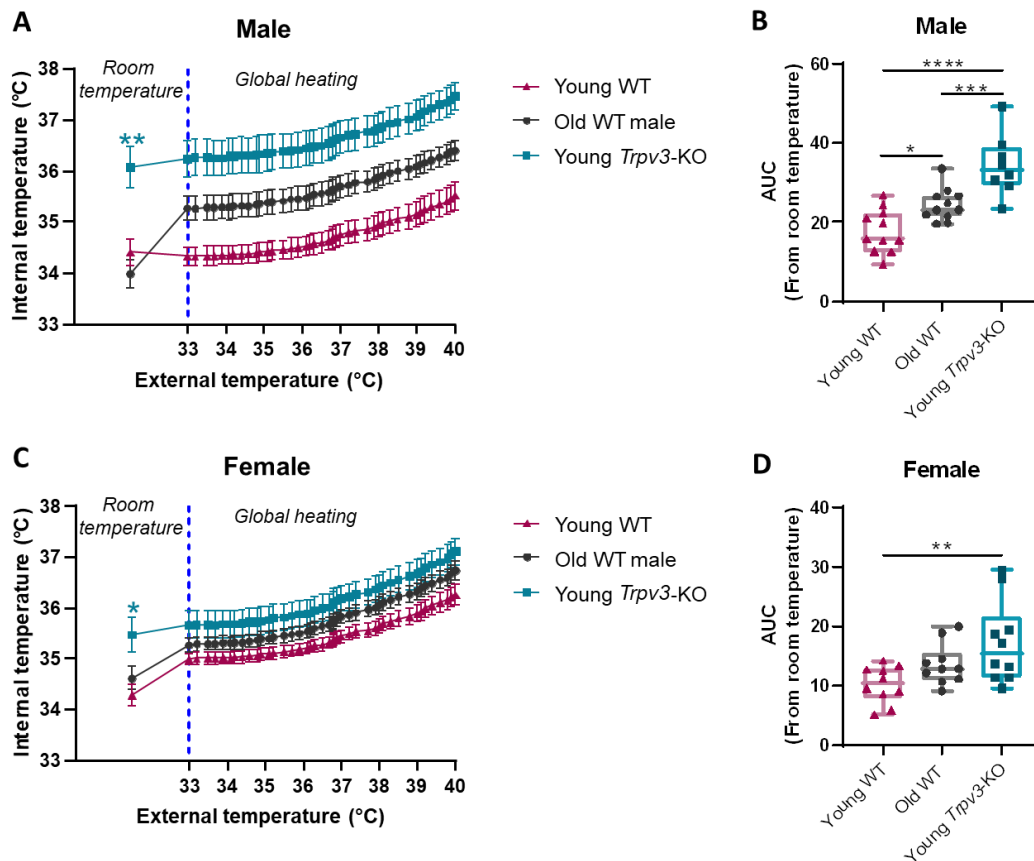 A
Male
Room
temperature
Global heating
Internal temperature (°C)
38
37
36
35
34
33
**
33 34 35 36 37 38 39 40
External temperature (°C)
Young WT
Old WT male
Young Trpv3-KO
B
Male
AUC
(From room temperature)
60
40
20
0
****
***
*
Young WT
Old WT
Young Trpv3-KO
C
Female
Room
temperature
Global heating
Internal temperature (°C)
38
37
36
35
34
33
*
33 34 35 36 37 38 39 40
External temperature (°C)
Young WT
Old WT male
Young Trpv3-KO
D
Female
AUC
(From room temperature)
40
30
20
10
0
**
Young WT
Old WT
Young Trpv3-KO